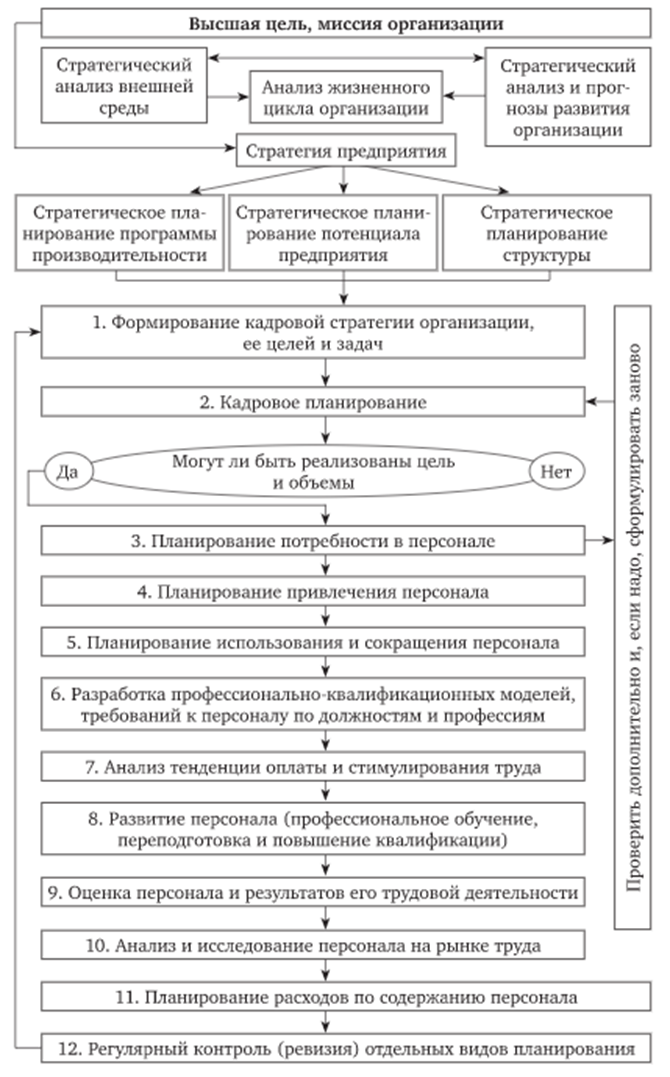 Высшая цель, миссия организации
Стратегический
анализ внешней
среды
Анализ жизненного
цикла организации
Стратегический
анализ и прог-
нозы развития
организации
Стратегия предприятия
Стратегическое пла-
нирование программы
производительности
Стратегическое плани-
рование потенциала
предприятия
Стратегическое
планирование
структуры
1. Формирование кадровой стратегии организации,
ее целей и задач
2. Кадровое планирование
Да
Могут ли быть реализованы цель
и объемы
Нет
3. Планирование потребности в персонале
4. Планирование привлечения персонала
5. Планирование использования и сокращения персонала
6. Разработка профессионально-квалификационных моделей,
требований к персоналу по должностям и профессиям
7. Анализ тенденции оплаты и стимулирования труда
8. Развитие персонала (профессиональное обучение,
переподготовка и повышение квалификации)
9. Оценка персонала и результатов его трудовой деятельности
10. Анализ и исследование персонала на рынке труда
11. Планирование расходов по содержанию персонала
12. Регулярный контроль (ревизия) отдельных видов планирования
Проверить дополнительно и, если надо, сформулировать заново